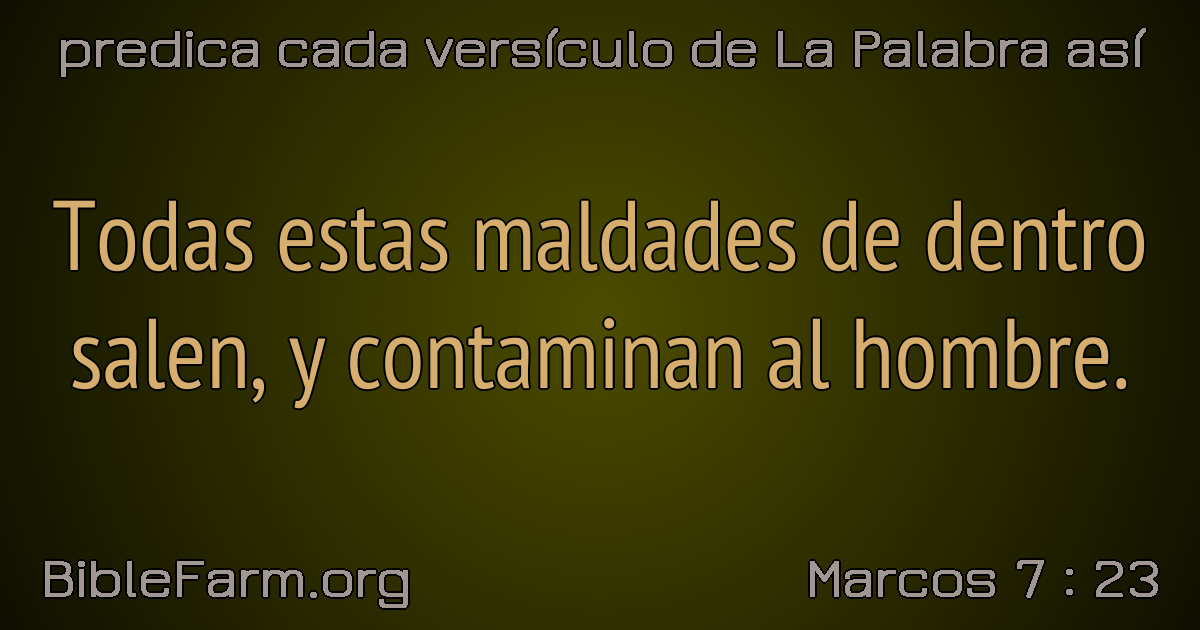 predica cada versículo de La Palabra así
Todas estas maldades de dentro
salen, y contaminan al hombre.
BibleFarm.org
Marcos 7 : 23